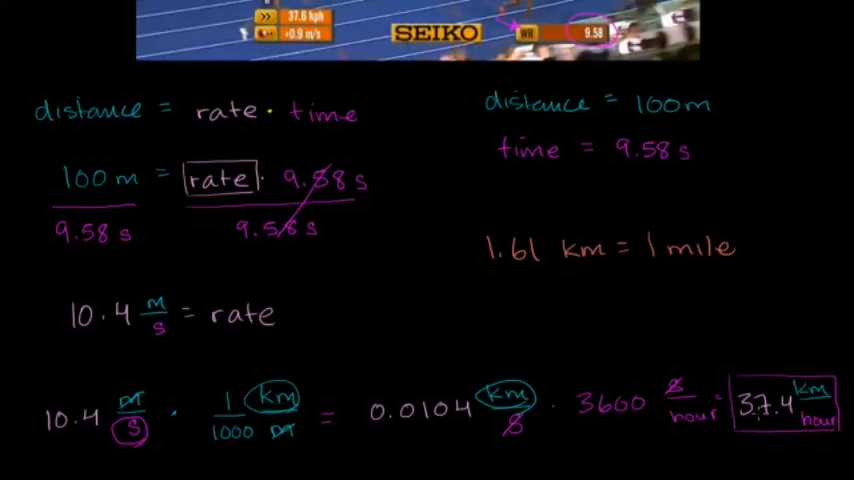 >> 37.6 kph
+0.9 m/s
SEIKO
WR 9.58
distance = rate · time
distance = 100m
time = 9.58 s
100 m = rate · 9.58 s
9.58 s 9.58 s
1.61 km = 1 mile
10.4 m/s = rate
10.4 m/s · 1 km/1000 m = 0.0104 km/s · 3600 s/hour = 37.4 km/hour